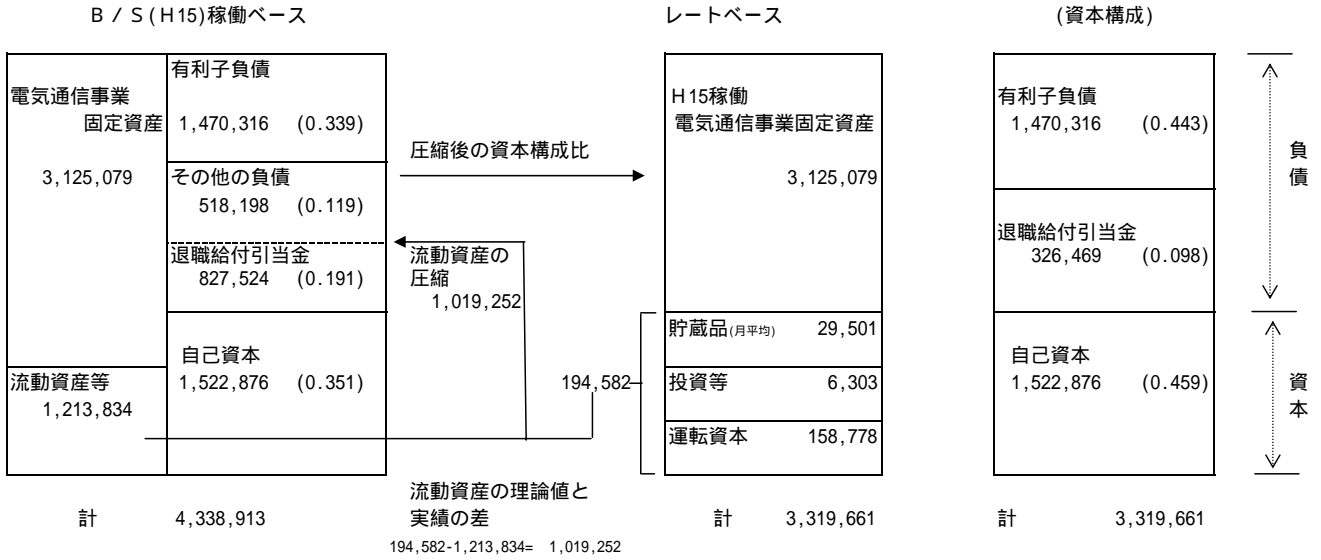 Ｂ / Ｓ(Ｈ15)稼働ベース
電気通信事業
固定資産
3,125,079
流動資産等
1,213,834
有利子負債
1,470,316 (0.339)
その他の負債
518,198 (0.119)
退職給付引当金
827,524 (0.191)
自己資本
1,522,876 (0.351)
計 4,338,913
圧縮後の資本構成比
流動資産の
圧縮
1,019,252
194,582
流動資産の理論値と
実績の差
194,582-1,213,834= 1,019,252
レートベース
Ｈ15稼働
電気通信事業固定資産
3,125,079
貯蔵品(月平均) 29,501
投資等 6,303
運転資本 158,778
計 3,319,661
(資本構成)
有利子負債
1,470,316 (0.443)
退職給付引当金
326,469 (0.098)
自己資本
1,522,876 (0.459)
計 3,319,661
負債
資本